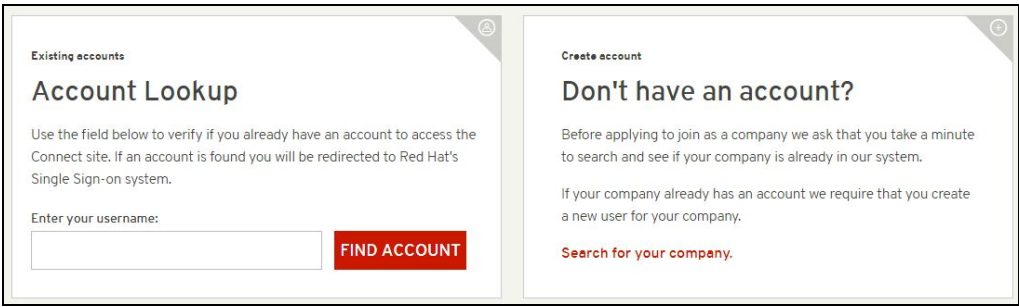 Existing accounts
Account Lookup
Use the field below to verify if you already have an account to access the
Connect site. If an account is found you will be redirected to Red Hat's
Single Sign-on system.
Enter your username:
FIND ACCOUNT
Create account
Don't have an account?
Before applying to join as a company we ask that you take a minute
to search and see if your company is already in our system.
If your company already has an account we require that you create
a new user for your company.
Search for your company.